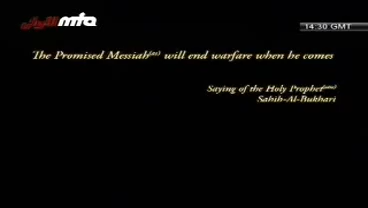 mta
14:30 GMT
The Promised Messiah(as) will end warfare when he comes
Saying of the Holy Prophet(saw)
Sahih-Al-Bukhari